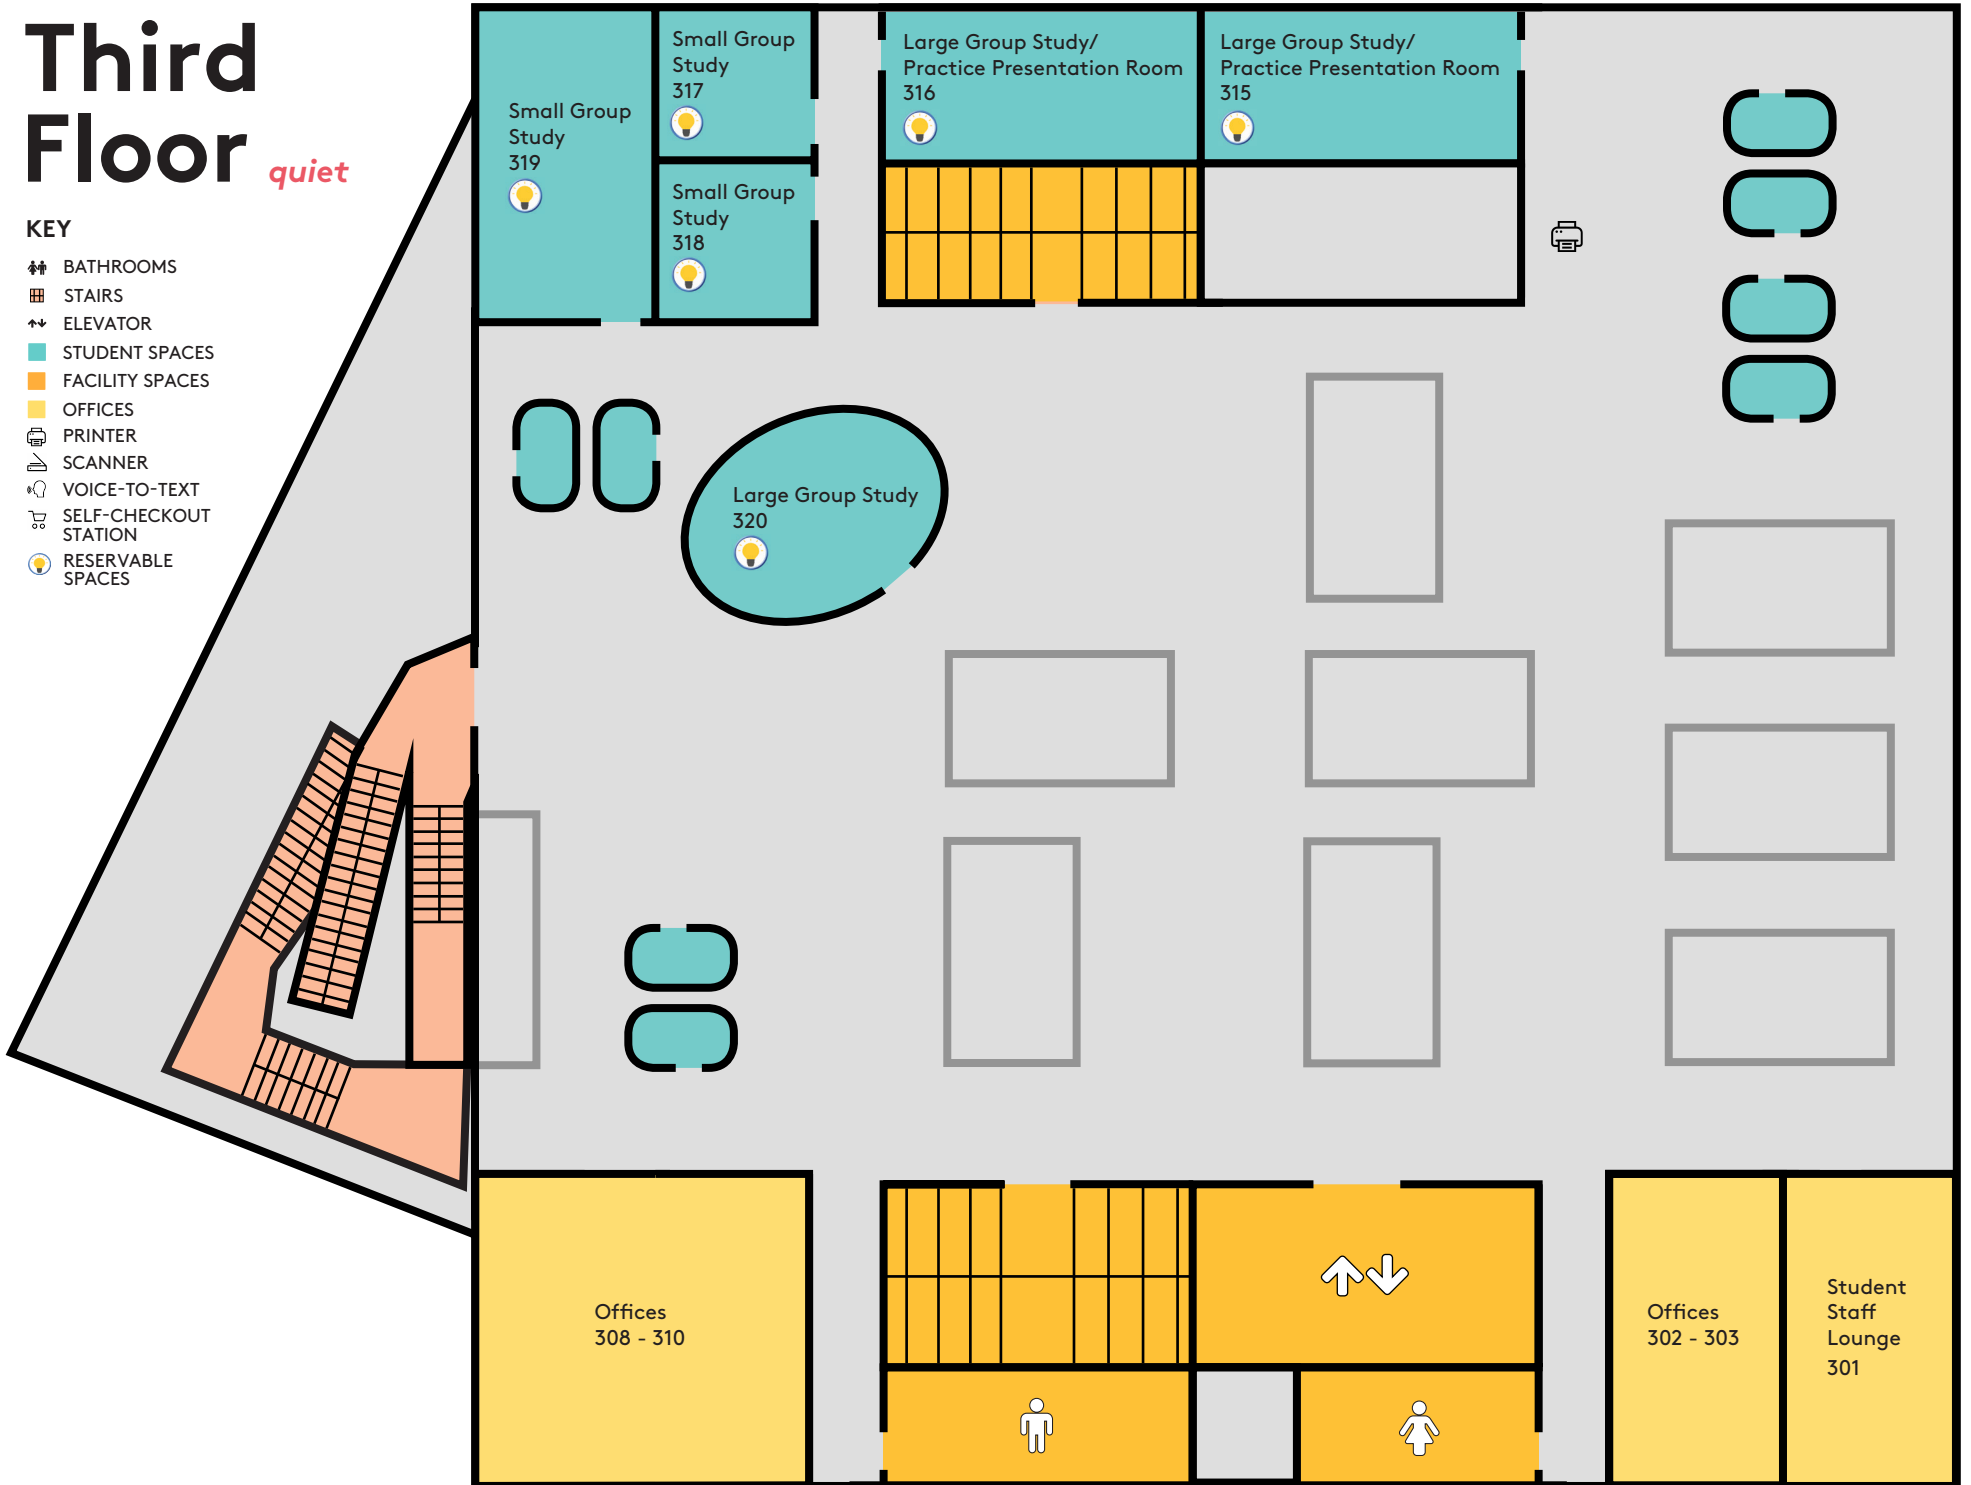 Third
Floor quiet
KEY
BATHROOMS
STAIRS
ELEVATOR
STUDENT SPACES
FACILITY SPACES
OFFICES
PRINTER
SCANNER
VOICE-TO-TEXT
SELF-CHECKOUT
STATION
RESERVABLE
SPACES
Small Group
Study
319
Small Group
Study
317
Small Group
Study
318
Large Group Study/
Practice Presentation Room
316
Large Group Study/
Practice Presentation Room
315
Large Group Study
320
Offices
308 - 310
Offices
302 - 303
Student
Staff
Lounge
301